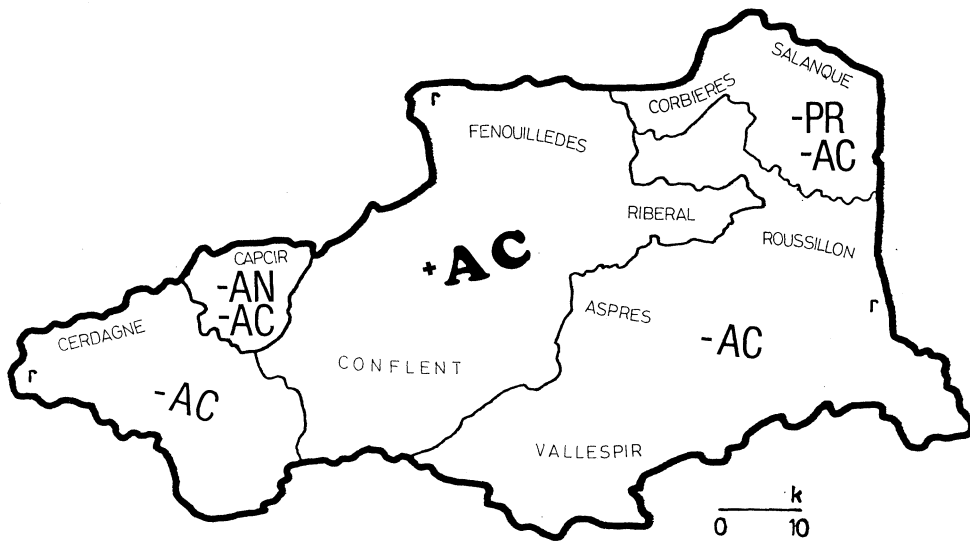 SALANQUE
CORBIERES
r
-PR
FENOUILLEDES
-AC
RIBERAL
ROUSSILLON
CAPCIR
+AC
-AN
r
ASPRES
-AC
CERDAGNE
-AC
CONFLENT
r
-AC
VALLESPIR
k
0 10